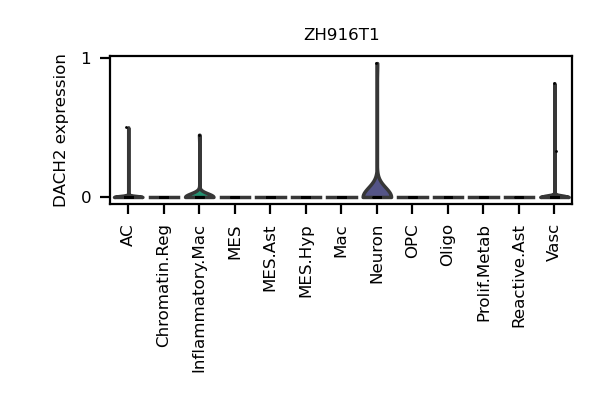 ZH916T1
DACH2 expression
1
0
AC
Chromatin.Reg
Inflammatory.Mac
MES
MES.Ast
MES.Hyp
Mac
Neuron
OPC
Oligo
Prolif.Metab
Reactive.Ast
Vasc